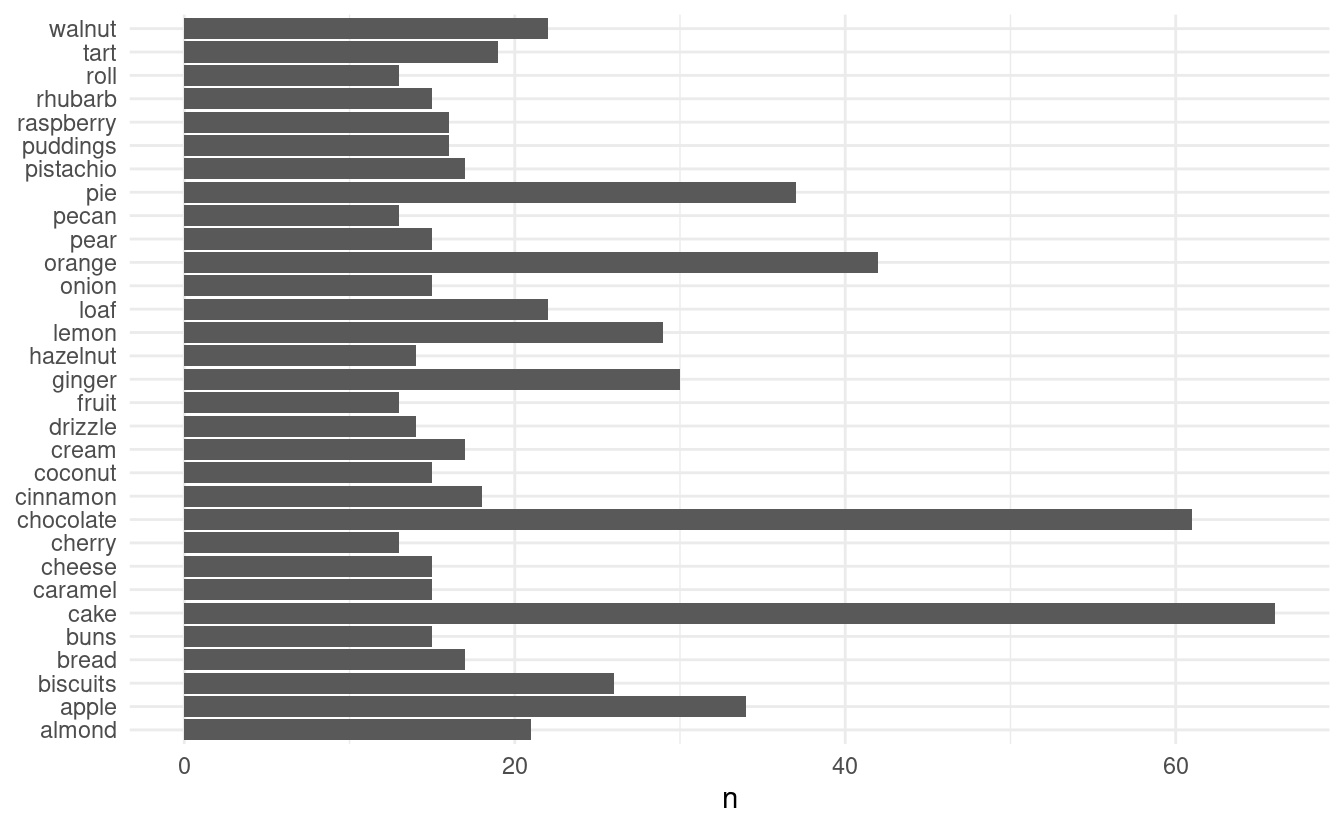 walnut
tart
roll
rhubarb
raspberry
puddings
pistachio
pie
pecan
pear
orange
onion
loaf
lemon
hazelnut
ginger
fruit
drizzle
cream
coconut
cinnamon
chocolate
cherry
cheese
caramel
cake
buns
bread
biscuits
apple
almond
0 20 40 60
n